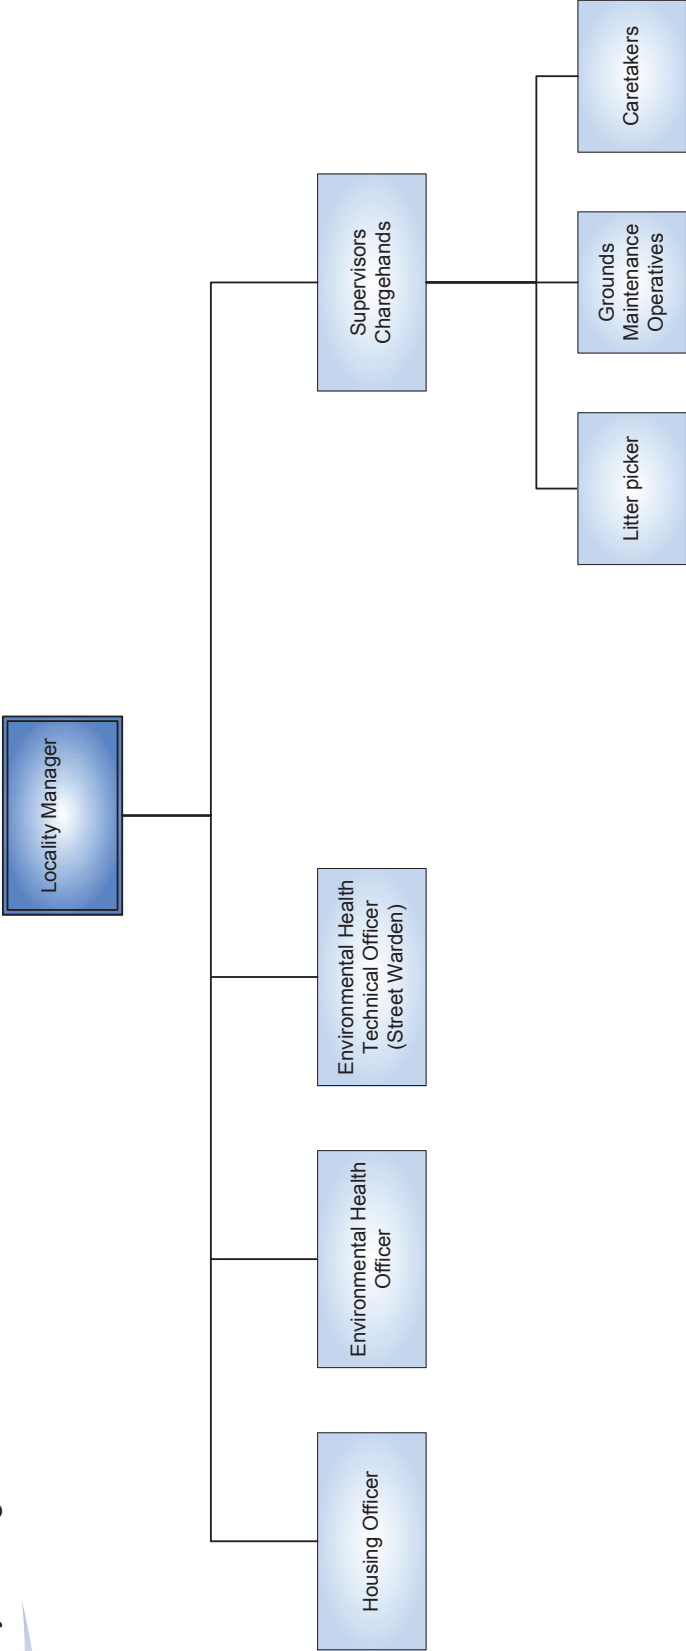 Locality Manager
Housing Officer
Environmental Health
Officer
Environmental Health
Technical Officer
(Street Warden)
Supervisors
Chargehands
Litter picker
Grounds
Maintenance
Operatives
Caretakers